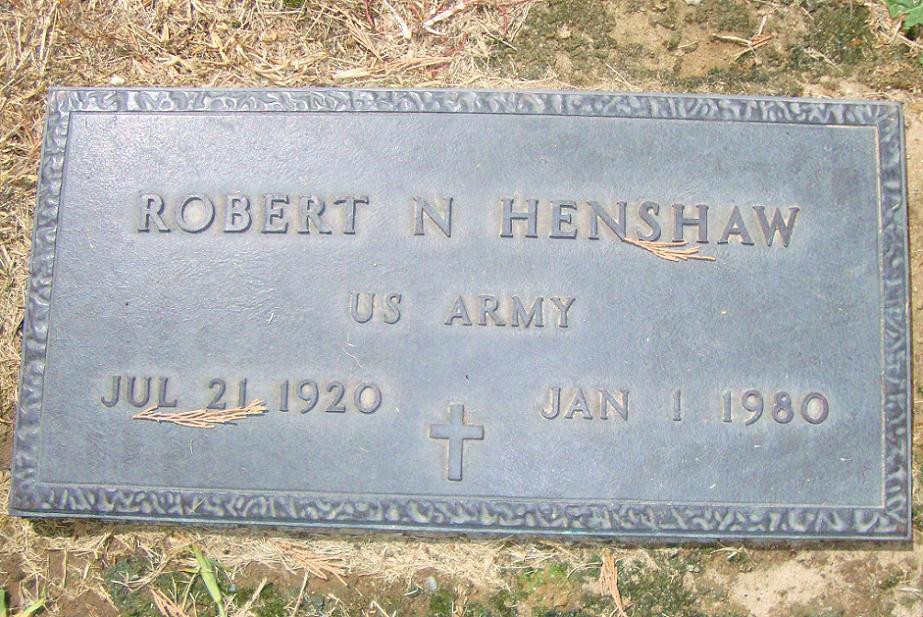 ROBERT N HENSHAW
US ARMY
JUL 21 1920 JAN 1 1980